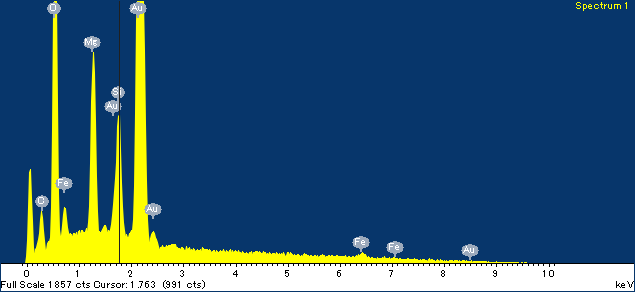 Spectrum 1
O
Au
Mg
Si
Au
Fe
Au
Fe
Fe
Au
0 1 2 3 4 5 6 7 8 9 10
Full Scale 1857 cts Cursor: 1.763 (991 cts) keV